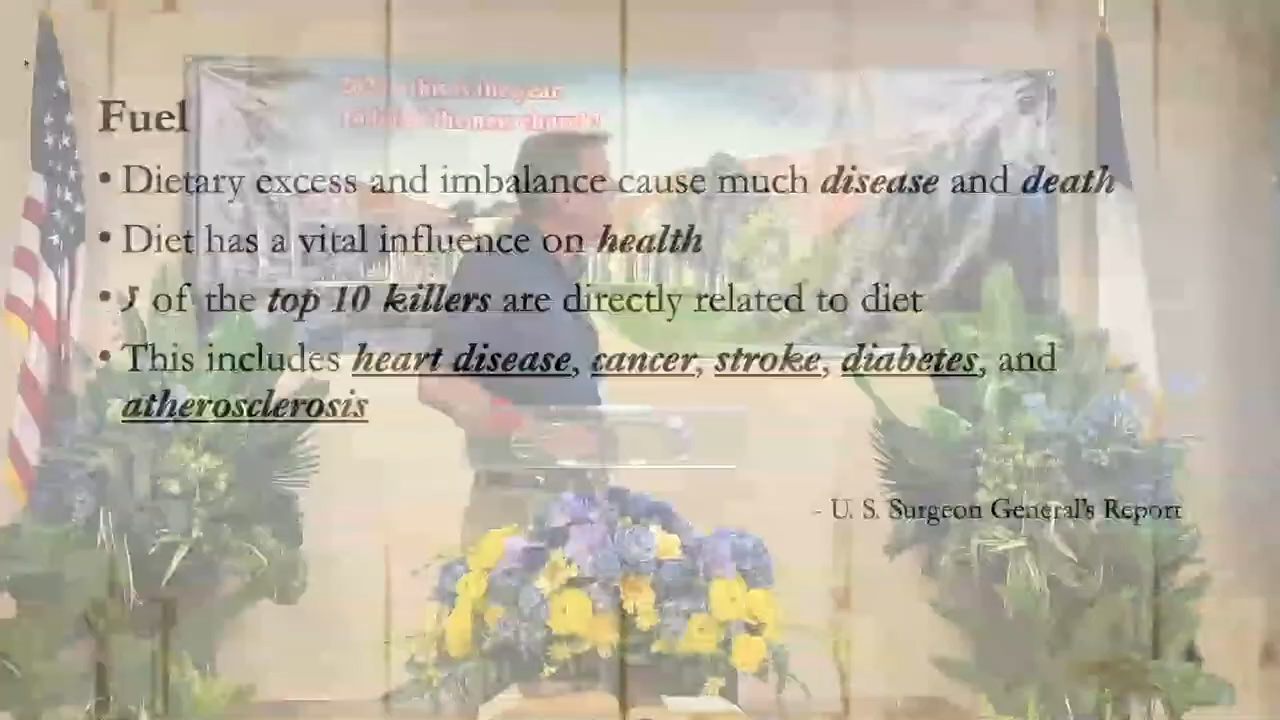 Fuel
• Dietary excess and imbalance cause much disease and death
• Diet has a vital influence on health
• of the top 10 killers are directly related to diet
• This includes heart disease, cancer, stroke, diabetes, and
atherosclerosis
- U. S. Surgeon General's Report